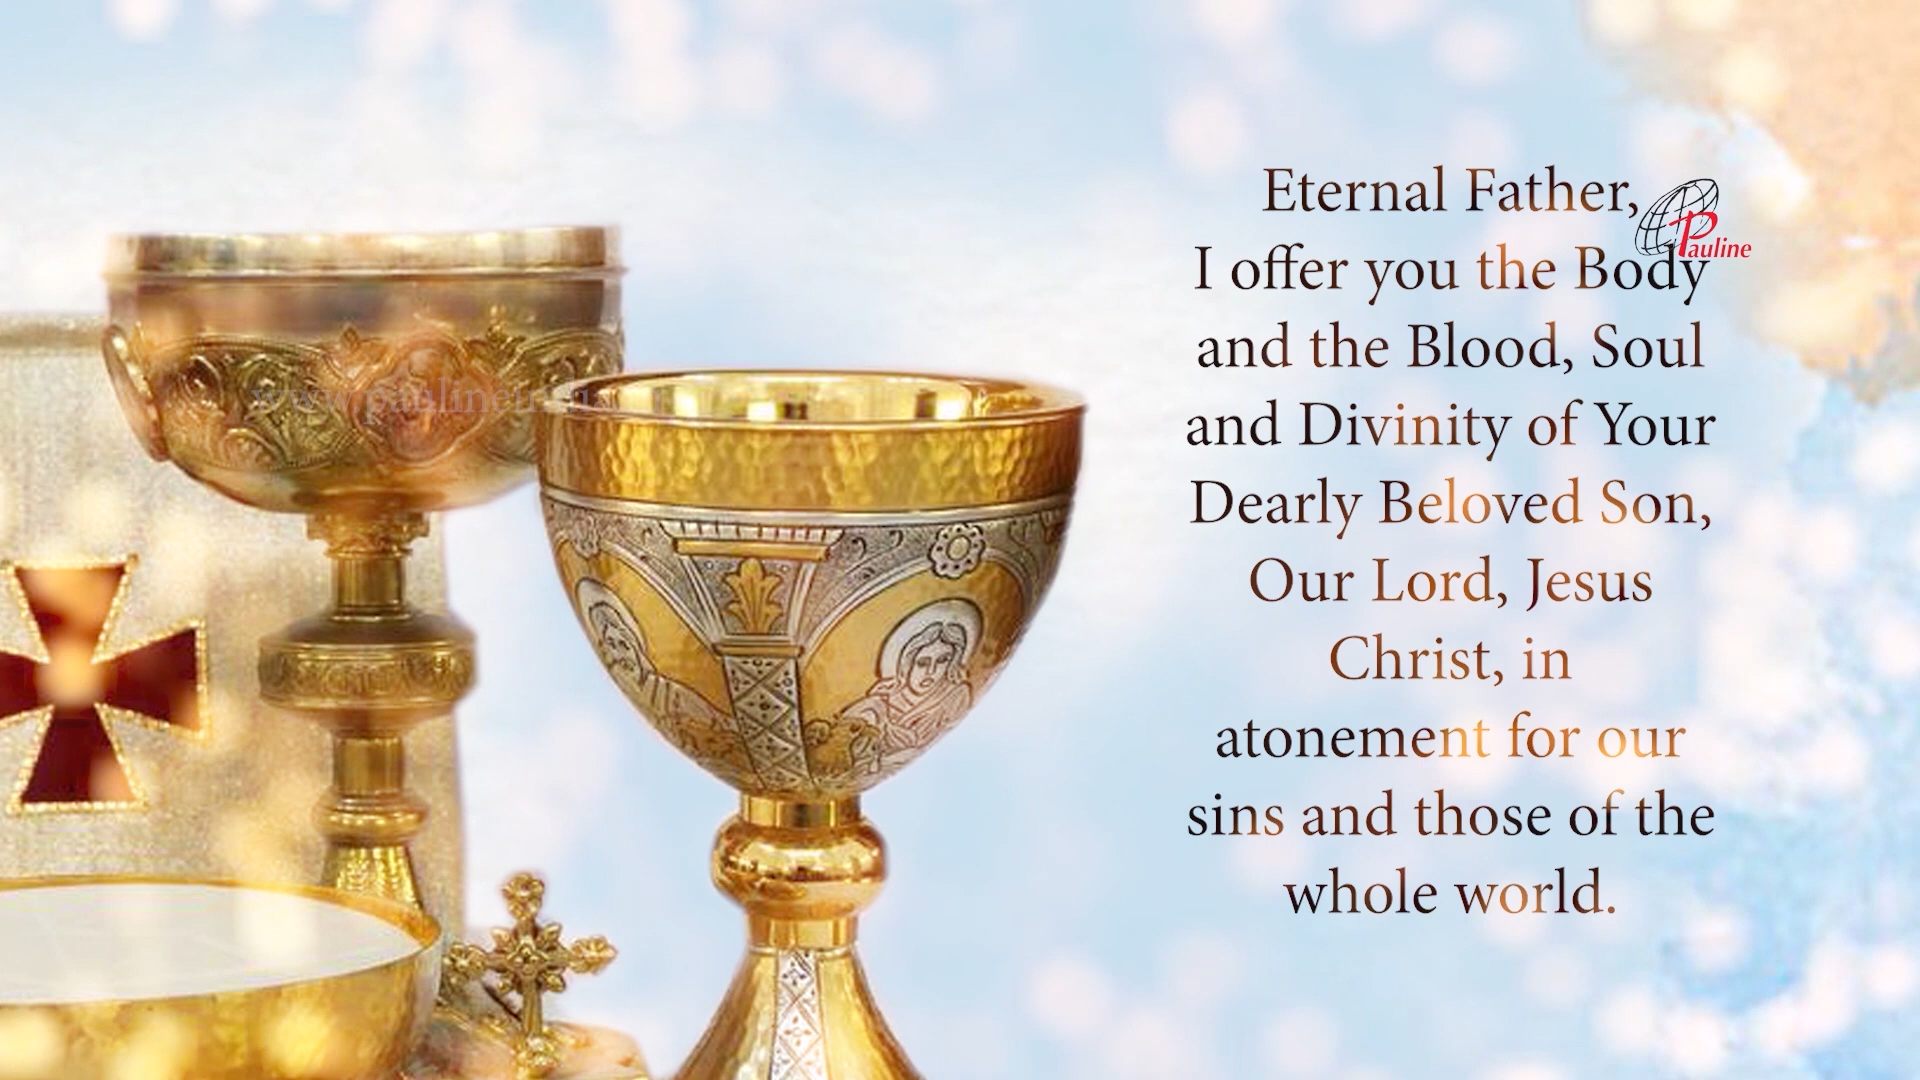 Eternal Father,
Pauline
I offer you the Body
and the Blood, Soul
and Divinity of Your
Dearly Beloved Son,
Our Lord, Jesus
Christ, in
atonement for our
sins and those of the
whole world.